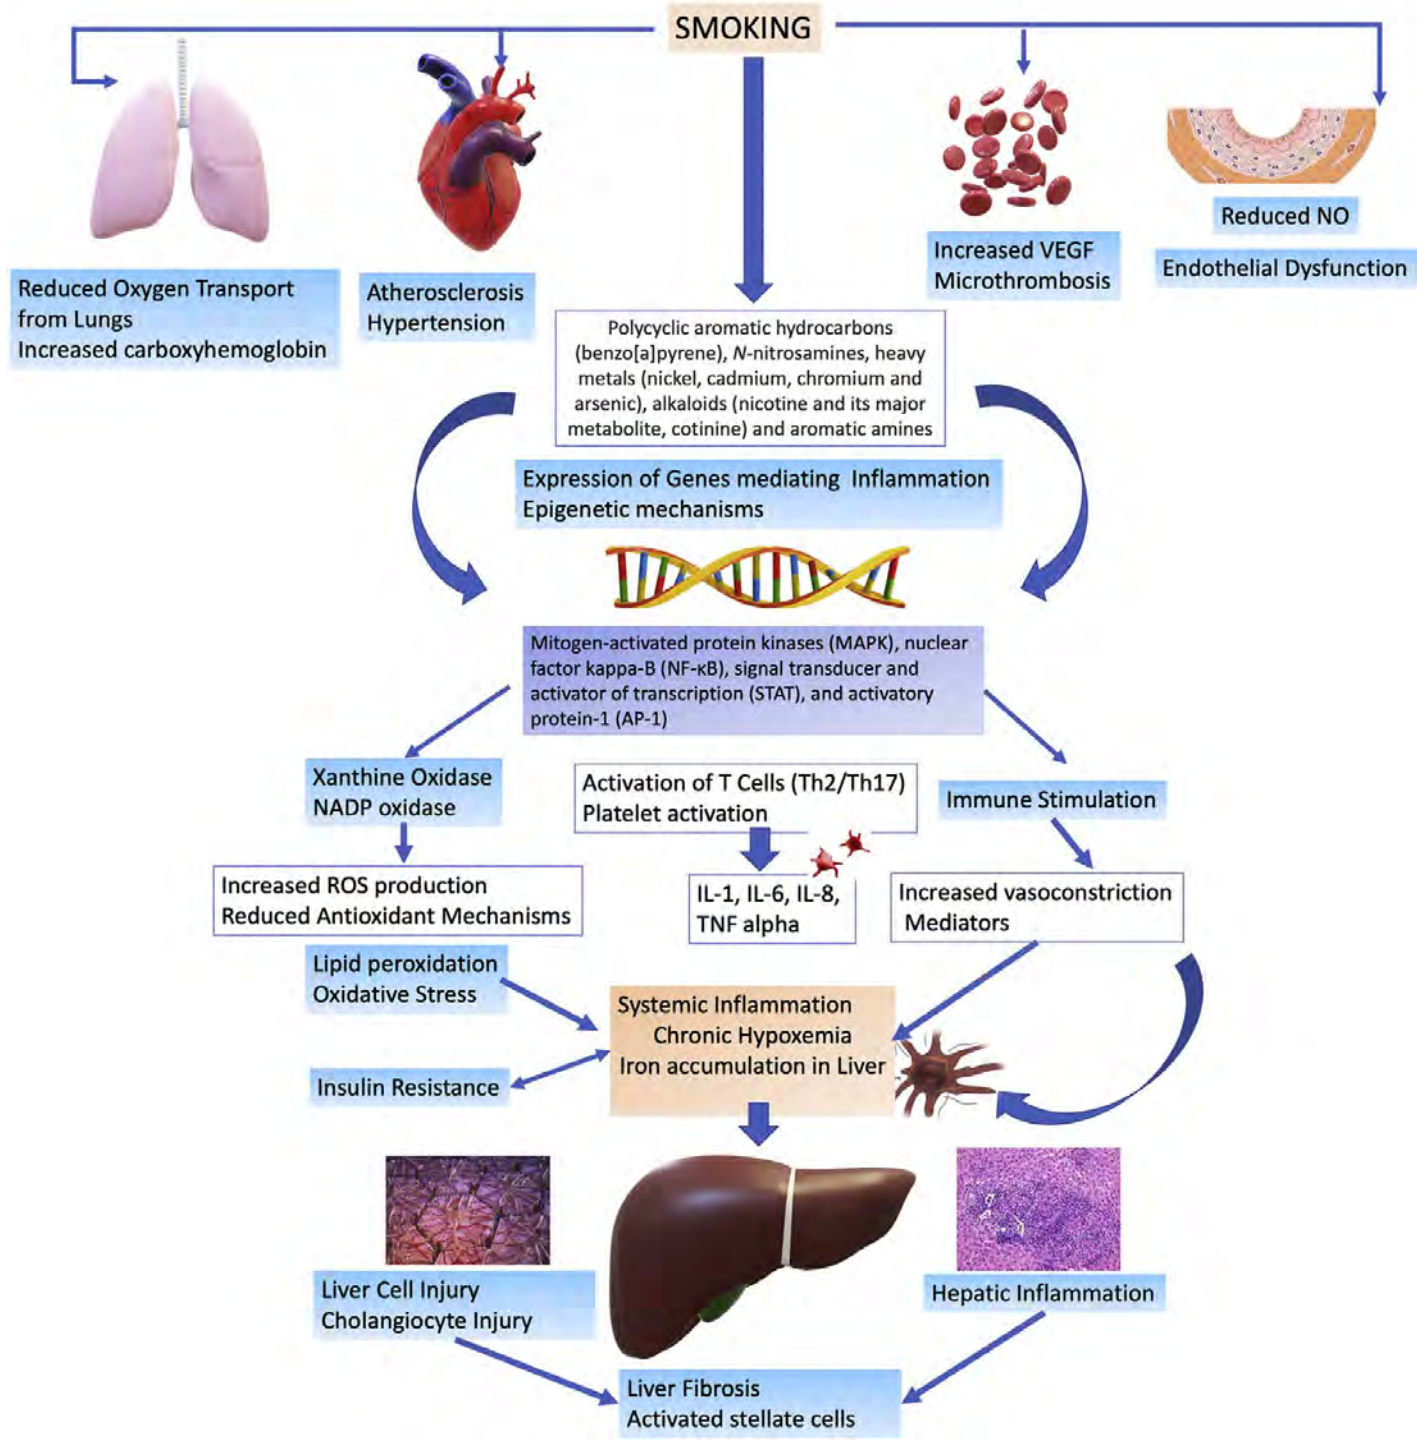 SMOKING
Reduced Oxygen Transport
from Lungs
Increased carboxyhemoglobin
Atherosclerosis
Hypertension
Increased VEGF
Microthrombosis
Reduced NO
Endothelial Dysfunction
Polycyclic aromatic hydrocarbons
(benzo[a]pyrene), N-nitrosamines, heavy
metals (nickel, cadmium, chromium and
arsenic), alkaloids (nicotine and its major
metabolite, cotinine) and aromatic amines
Expression of Genes mediating Inflammation
Epigenetic mechanisms
Mitogen-activated protein kinases (MAPK), nuclear
factor kappa-B (NF-κB), signal transducer and
activator of transcription (STAT), and activatory
protein-1 (AP-1)
Xanthine Oxidase
NADP oxidase
Activation of T Cells (Th2/Th17)
Platelet activation
Immune Stimulation
Increased ROS production
Reduced Antioxidant Mechanisms
IL-1, IL-6, IL-8,
TNF alpha
Increased vasoconstriction
Mediators
Lipid peroxidation
Oxidative Stress
Systemic Inflammation
Chronic Hypoxemia
Iron accumulation in Liver
Insulin Resistance
Liver Cell Injury
Cholangiocyte Injury
Hepatic Inflammation
Liver Fibrosis
Activated stellate cells